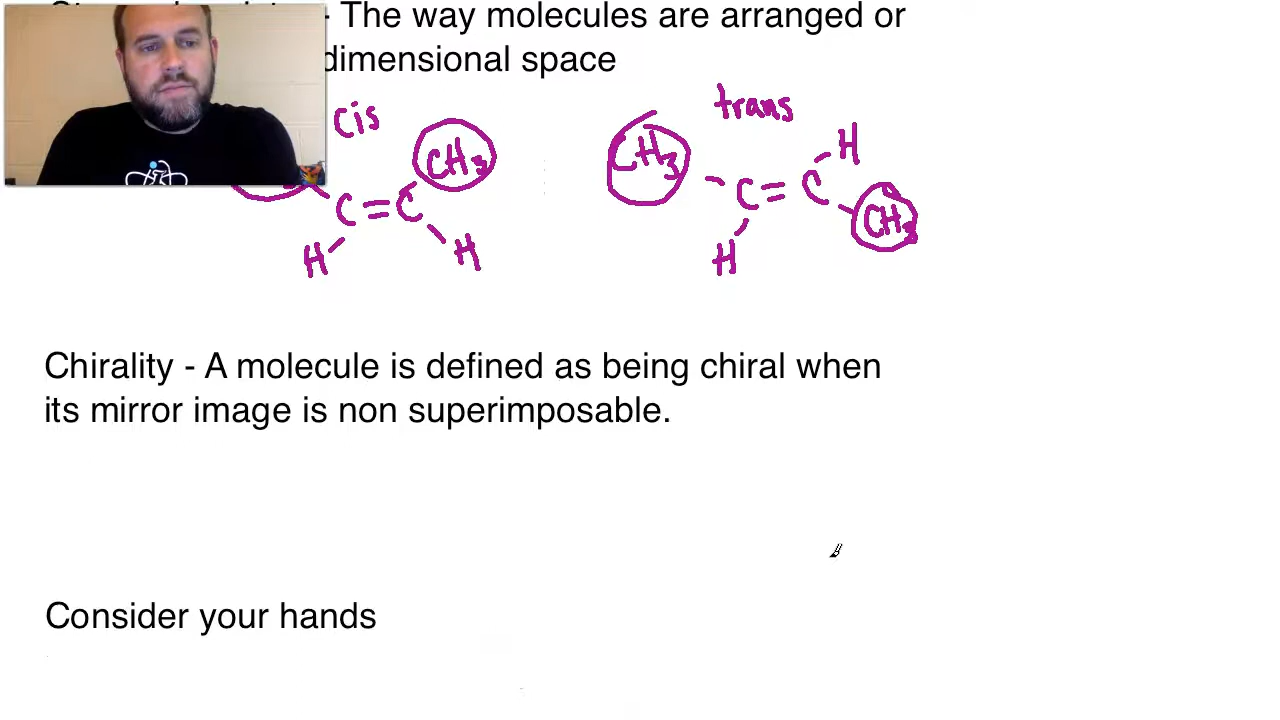 - The way molecules are arranged or
dimensional space
cis
trans
CH3
CH3
H
C = C
C = C
CH3
H
H
H
Chirality - A molecule is defined as being chiral when
its mirror image is non superimposable.
Consider your hands